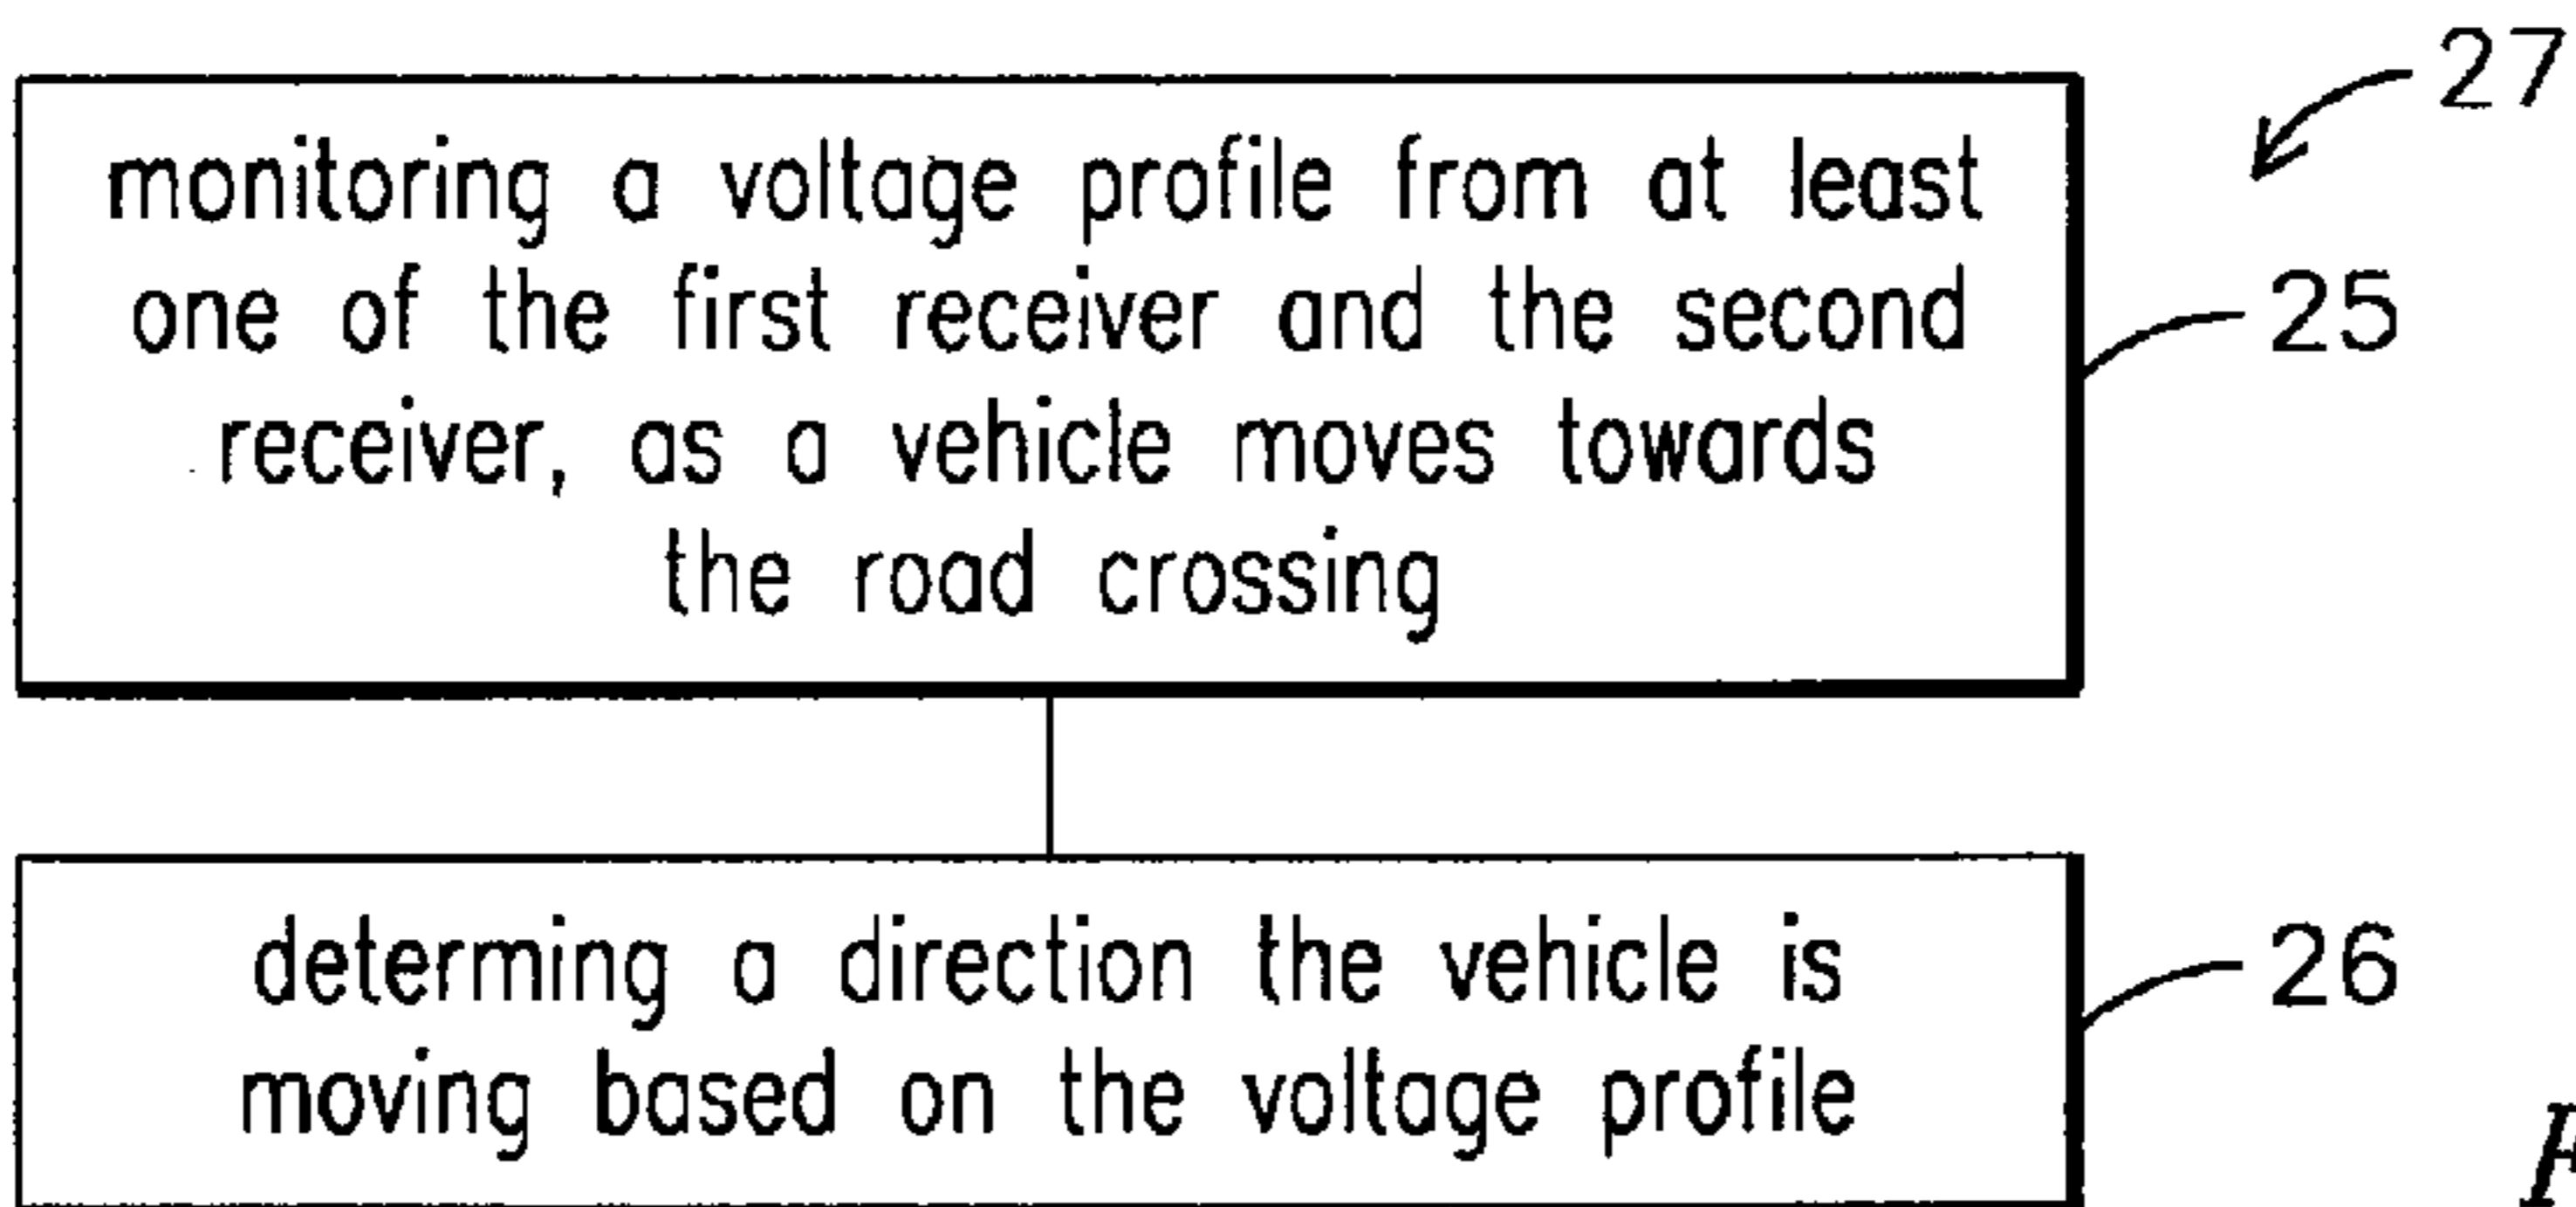 27
monitoring a voltage profile from at least
one of the first receiver and the second
receiver, as a vehicle moves towards
the road crossing
25
determing a direction the vehicle is
moving based on the voltage profile
26